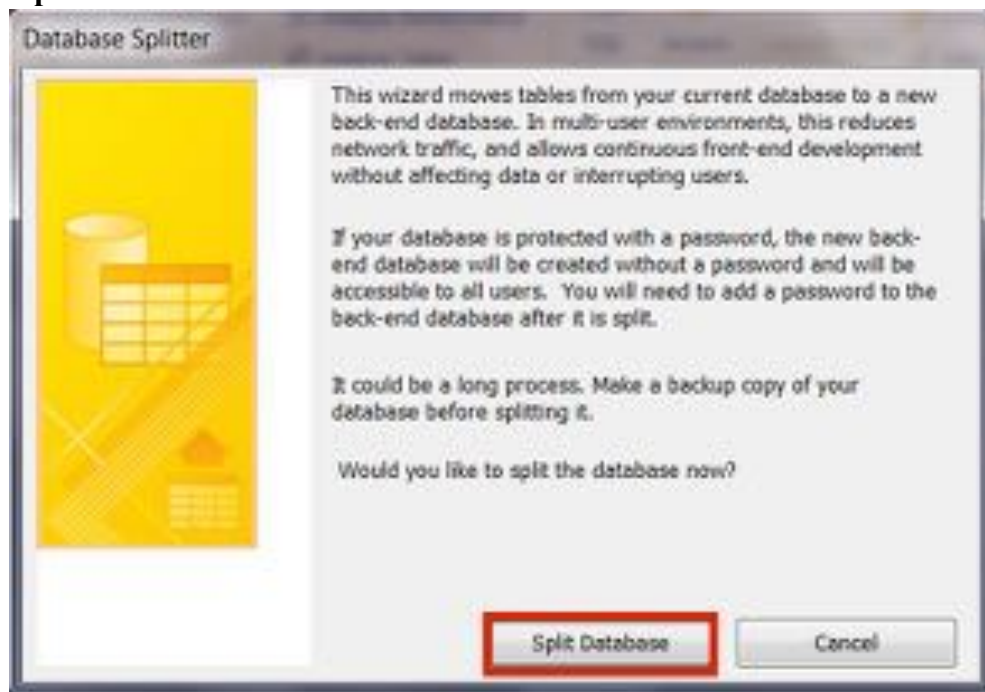 Database Splitter
This wizard moves tables from your current database to a new
back-end database. In multi-user environments, this reduces
network traffic, and allows continuous front-end development
without affecting data or interrupting users.
If your database is protected with a password, the new back-
end database will be created without a password and will be
accessible to all users. You will need to add a password to the
back-end database after it is split.
It could be a long process. Make a backup copy of your
database before splitting it.
Would you like to split the database now?
Split Database
Cancel